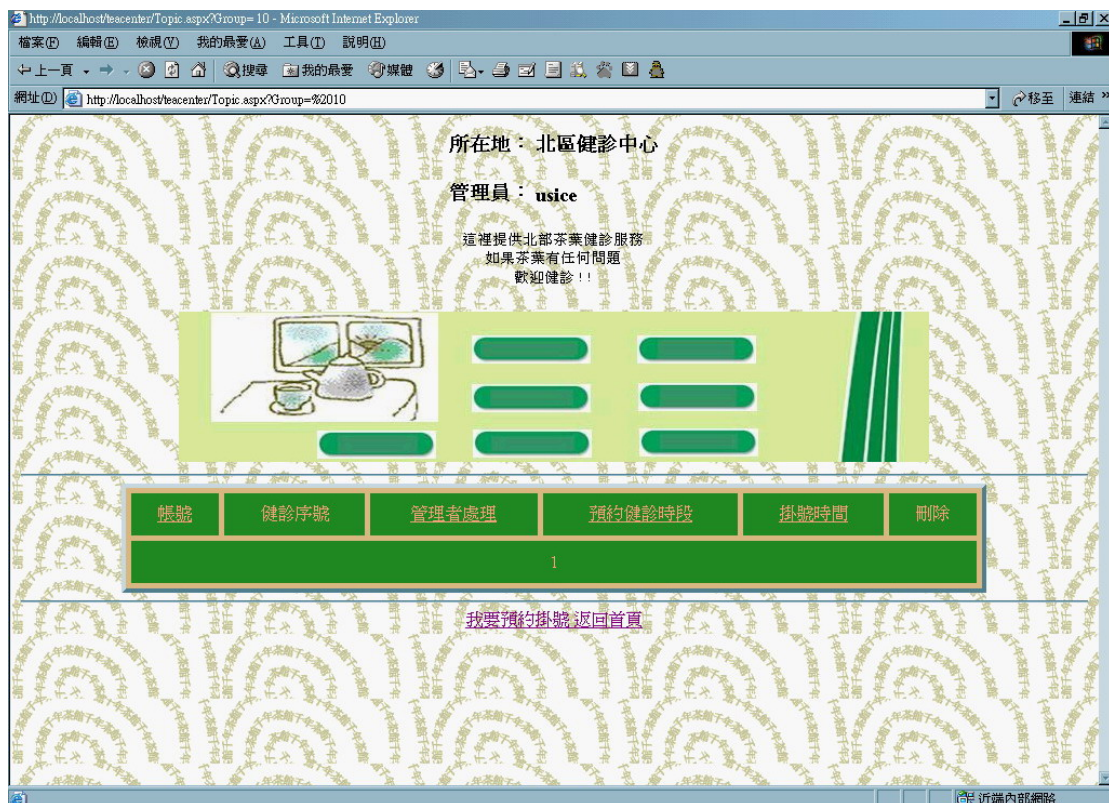 http://localhost/teacenter/Topic.aspx?Group= 10 - Microsoft Internet Explorer
檔案(F) 編輯(E) 檢視(V) 我的最愛(A) 工具(T) 說明(H)
上一頁 搜尋 我的最愛 媒體
網址(D) http://localhost/teacenter/Topic.aspx?Group=%2010 移至 連結 »
所在地： 北區健診中心
管理員： usice
這裡提供北部茶葉健診服務
如果茶葉有任何問題
歡迎健診 ! !
帳號 健診序號 管理者處理 預約健診時段 掛號時間 刪除
1
我要預約掛號 返回首頁
近端內部網路